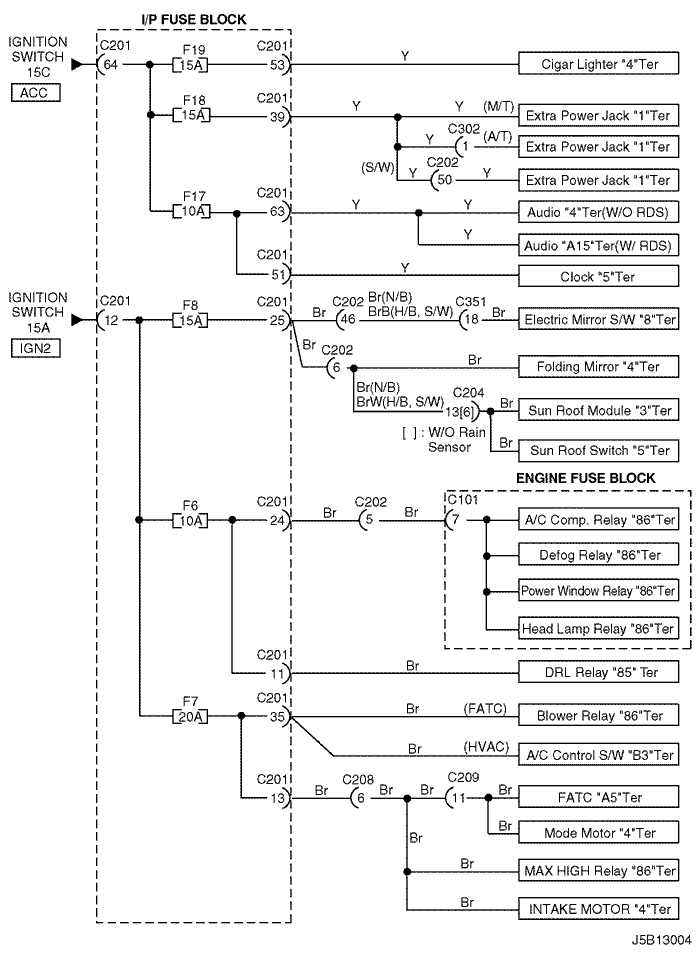 I/P FUSE BLOCK
IGNITION
SWITCH
15C
ACC
C201
64
F19
15A
C201
53
Y
Cigar Lighter "4"Ter
F18
15A
C201
39
Y
Y
(M/T)
Extra Power Jack "1"Ter
Y
C302
1
(A/T)
Extra Power Jack "1"Ter
(S/W)
Y
C202
50
Y
Extra Power Jack "1"Ter
F17
10A
C201
63
Y
Y
Audio "4"Ter(W/O RDS)
Y
Audio "A15"Ter(W/ RDS)
C201
51
Y
Clock "5"Ter
IGNITION
SWITCH
15A
IGN2
C201
12
F8
15A
C201
25
Br
C202
46
Br(N/B)
BrB(H/B, S/W)
C351
18
Br
Electric Mirror S/W "8"Ter
Br
C202
6
Br
Folding Mirror "4"Ter
Br(N/B)
BrW(H/B, S/W)
C204
13[6]
Br
Sun Roof Module "3"Ter
[ ] : W/O Rain
Sensor
Br
Sun Roof Switch "5"Ter
ENGINE FUSE BLOCK
F6
10A
C201
24
Br
C202
5
Br
C101
7
A/C Comp. Relay "86"Ter
Defog Relay "86"Ter
Power Window Relay "86"Ter
Head Lamp Relay "86"Ter
C201
11
Br
DRL Relay "85" Ter
F7
20A
C201
35
Br
(FATC)
Blower Relay "86"Ter
Br
(HVAC)
A/C Control S/W "B3"Ter
C201
13
Br
C208
6
Br
Br
C209
11
Br
FATC "A5"Ter
Br
Mode Motor "4"Ter
Br
Br
MAX HIGH Relay "86"Ter
Br
INTAKE MOTOR "4"Ter
J5B13004